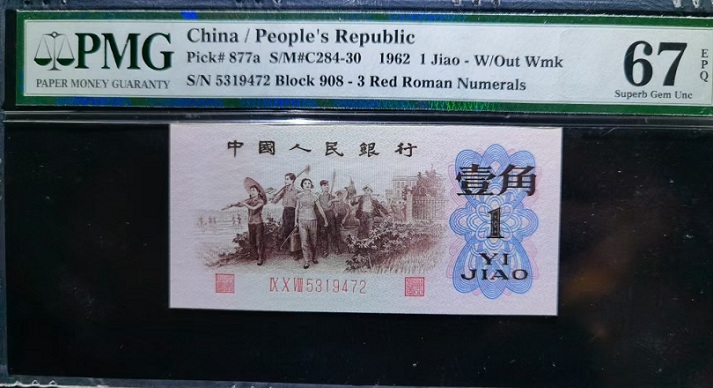 PMG
PAPER MONEY GUARANTY
China / People's Republic
Pick# 877a S/M#C284-30 1962 1 Jiao - W/Out Wmk
S/N 5319472 Block 908 - 3 Red Roman Numerals
67 EPQ
Superb Gem Unc
中國人民銀行
壹角
1
YI
JIAO
IX X VIII 5319472